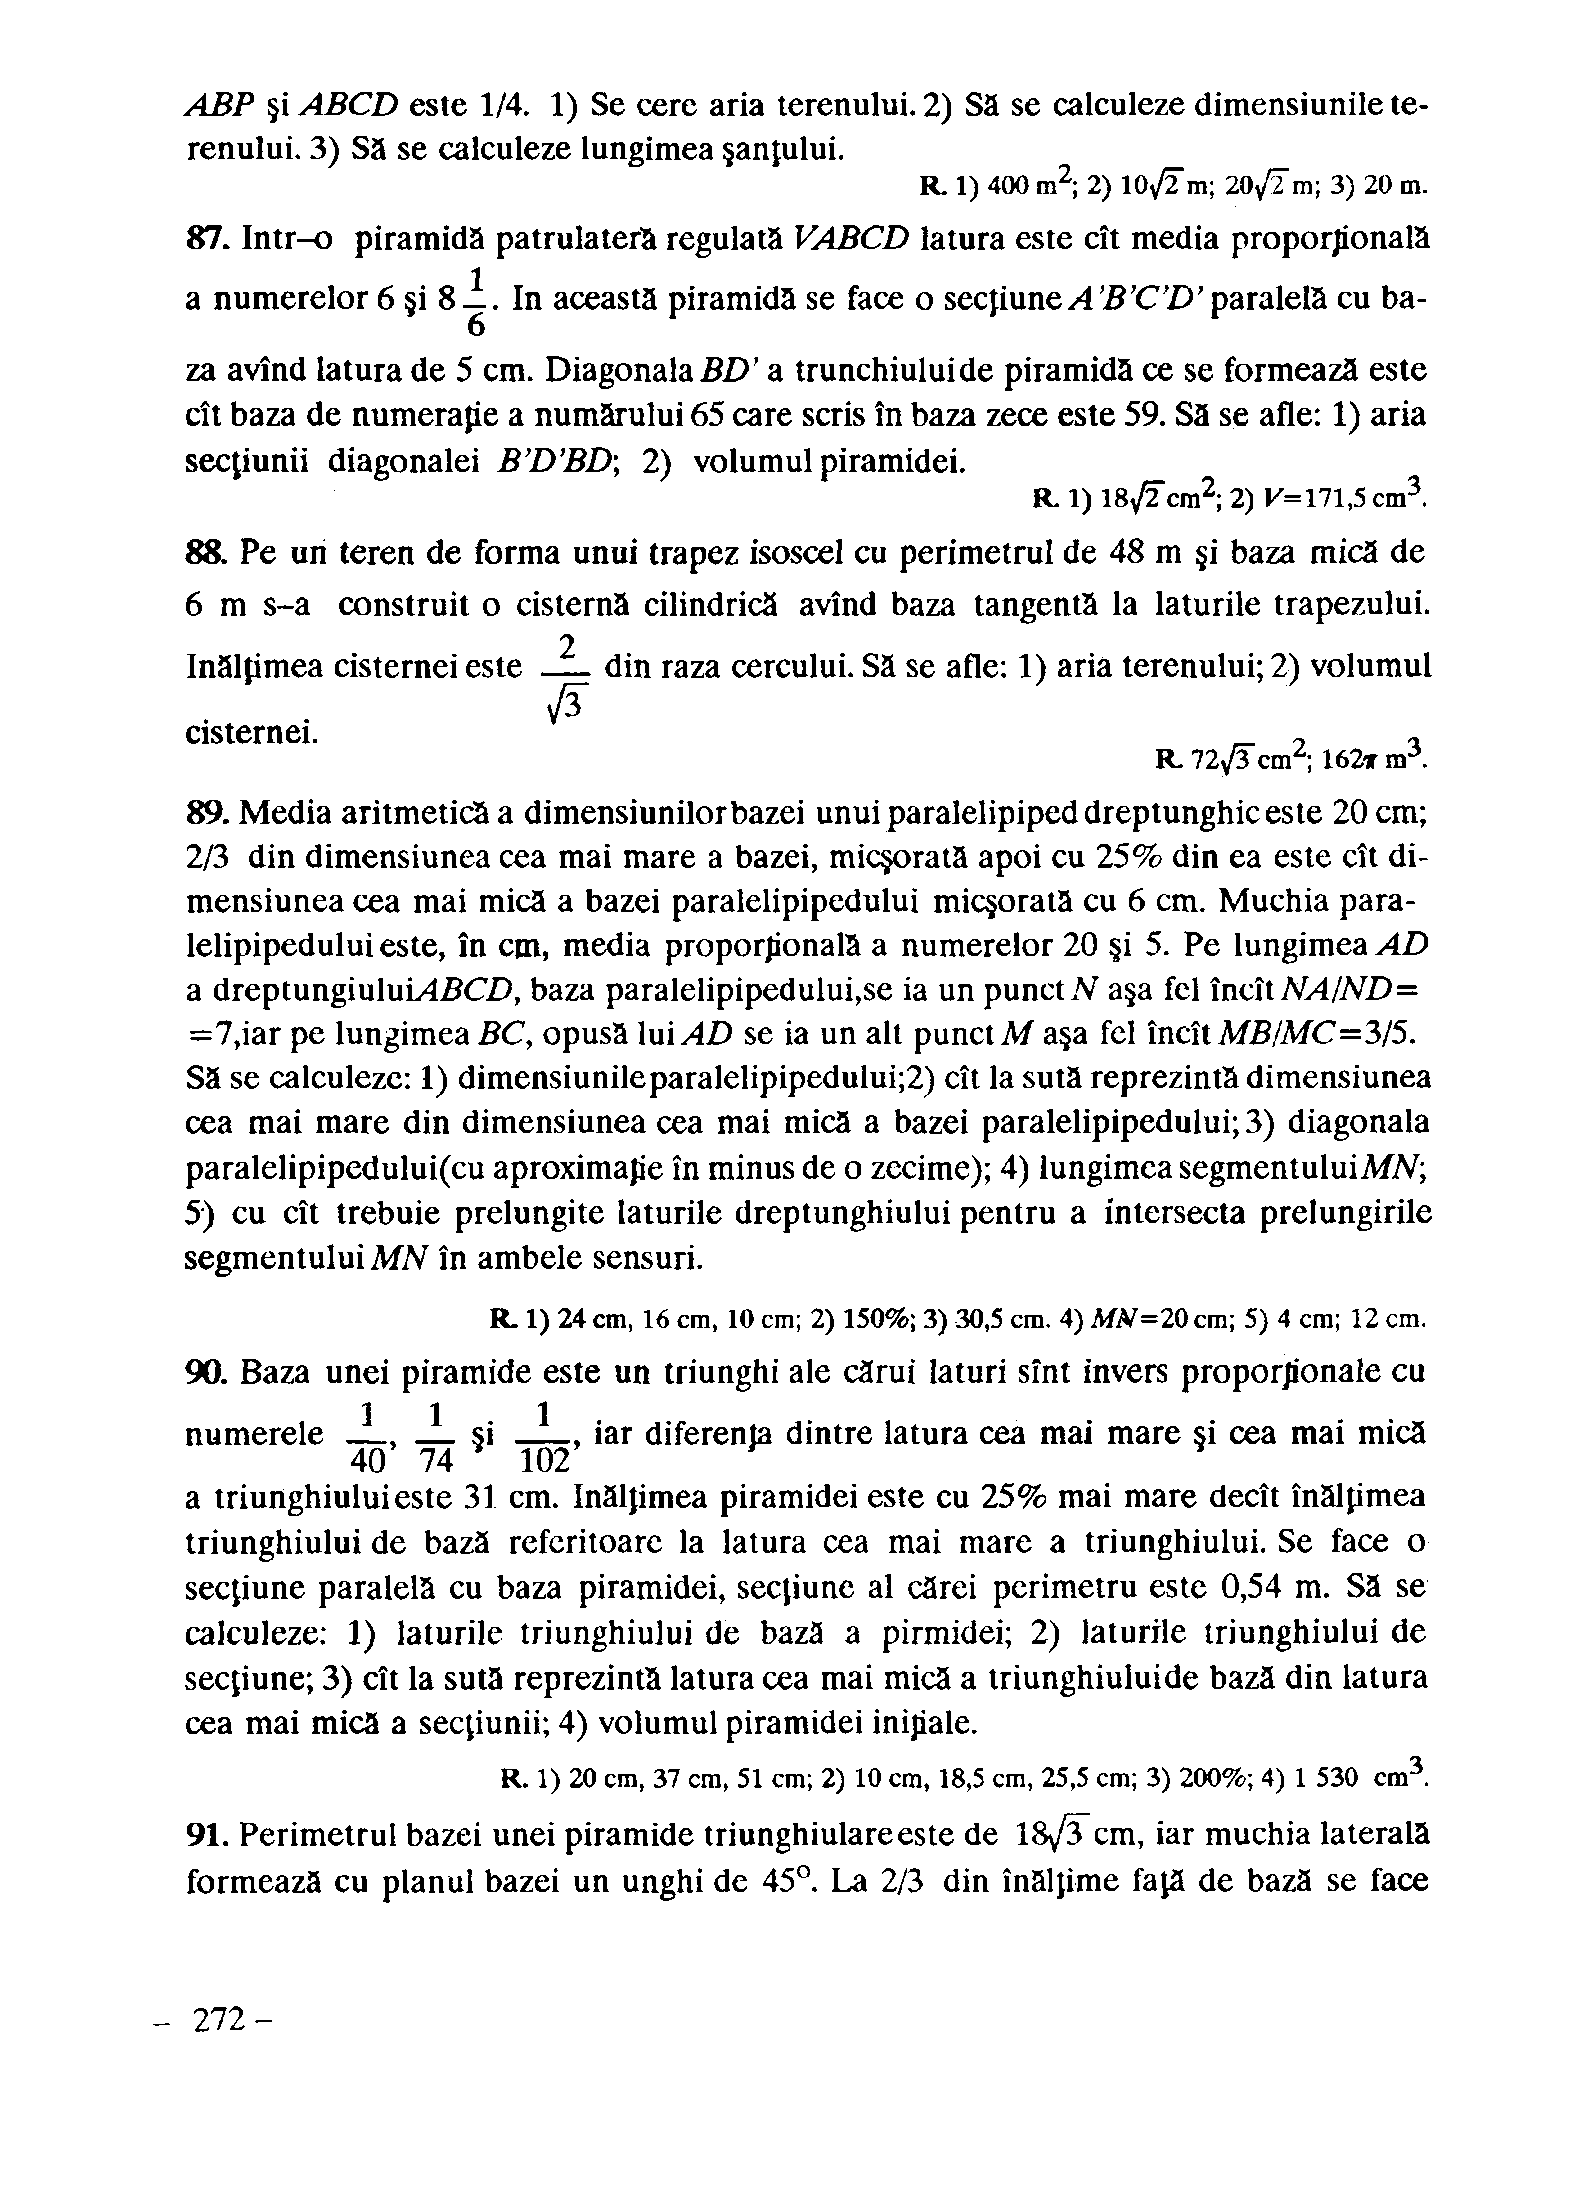 ABP şi ABCD este 1/4. 1) Se cere aria terenului. 2) Să se calculeze dimensiunile te-
renului. 3) Să se calculeze lungimea şanţului.
R. 1) 400 m²; 2) 10√2 m; 20√2 m; 3) 20 m.
87. Intr–o piramidă patrulateră regulată VABCD latura este cît media proporţională
a numerelor 6 şi 8 1/6. In această piramidă se face o secţiune A'B'C'D' paralelă cu ba-
za avînd latura de 5 cm. Diagonala BD' a trunchiului de piramidă ce se formează este
cît baza de numeraţie a numărului 65 care scris în baza zece este 59. Să se afle: 1) aria
secţiunii diagonalei B'D'BD; 2) volumul piramidei.
R. 1) 18√2 cm²; 2) V=171,5 cm³.
88. Pe un teren de forma unui trapez isoscel cu perimetrul de 48 m şi baza mică de
6 m s–a construit o cisternă cilindrică avînd baza tangentă la laturile trapezului.
Inălţimea cisternei este 2/√3 din raza cercului. Să se afle: 1) aria terenului; 2) volumul
cisternei.
R. 72√3 cm²; 162π m³.
89. Media aritmetică a dimensiunilor bazei unui paralelipiped dreptunghic este 20 cm;
2/3 din dimensiunea cea mai mare a bazei, micşorată apoi cu 25% din ea este cît di-
mensiunea cea mai mică a bazei paralelipipedului micşorată cu 6 cm. Muchia para-
lelipipedului este, în cm, media proporţională a numerelor 20 şi 5. Pe lungimea AD
a dreptungiului ABCD, baza paralelipipedului,se ia un punct N aşa fel încît NA/ND=
=7,iar pe lungimea BC, opusă lui AD se ia un alt punct M aşa fel încît MB/MC=3/5.
Să se calculeze: 1) dimensiunile paralelipipedului;2) cît la sută reprezintă dimensiunea
cea mai mare din dimensiunea cea mai mică a bazei paralelipipedului; 3) diagonala
paralelipipedului(cu aproximaţie în minus de o zecime); 4) lungimea segmentului MN;
5) cu cît trebuie prelungite laturile dreptunghiului pentru a intersecta prelungirile
segmentului MN în ambele sensuri.
R. 1) 24 cm, 16 cm, 10 cm; 2) 150%; 3) 30,5 cm. 4) MN=20 cm; 5) 4 cm; 12 cm.
90. Baza unei piramide este un triunghi ale cărui laturi sînt invers proporţionale cu
numerele 1/40, 1/74 şi 1/102, iar diferenţa dintre latura cea mai mare şi cea mai mică
a triunghiului este 31 cm. Inălţimea piramidei este cu 25% mai mare decît înălţimea
triunghiului de bază referitoare la latura cea mai mare a triunghiului. Se face o
secţiune paralelă cu baza piramidei, secţiune al cărei perimetru este 0,54 m. Să se
calculeze: 1) laturile triunghiului de bază a pirmidei; 2) laturile triunghiului de
secţiune; 3) cît la sută reprezintă latura cea mai mică a triunghiului de bază din latura
cea mai mică a secţiunii; 4) volumul piramidei iniţiale.
R. 1) 20 cm, 37 cm, 51 cm; 2) 10 cm, 18,5 cm, 25,5 cm; 3) 200%; 4) 1 530 cm³.
91. Perimetrul bazei unei piramide triunghiulare este de 18√3 cm, iar muchia laterală
formează cu planul bazei un unghi de 45°. La 2/3 din înălţime faţă de bază se face
– 272 –